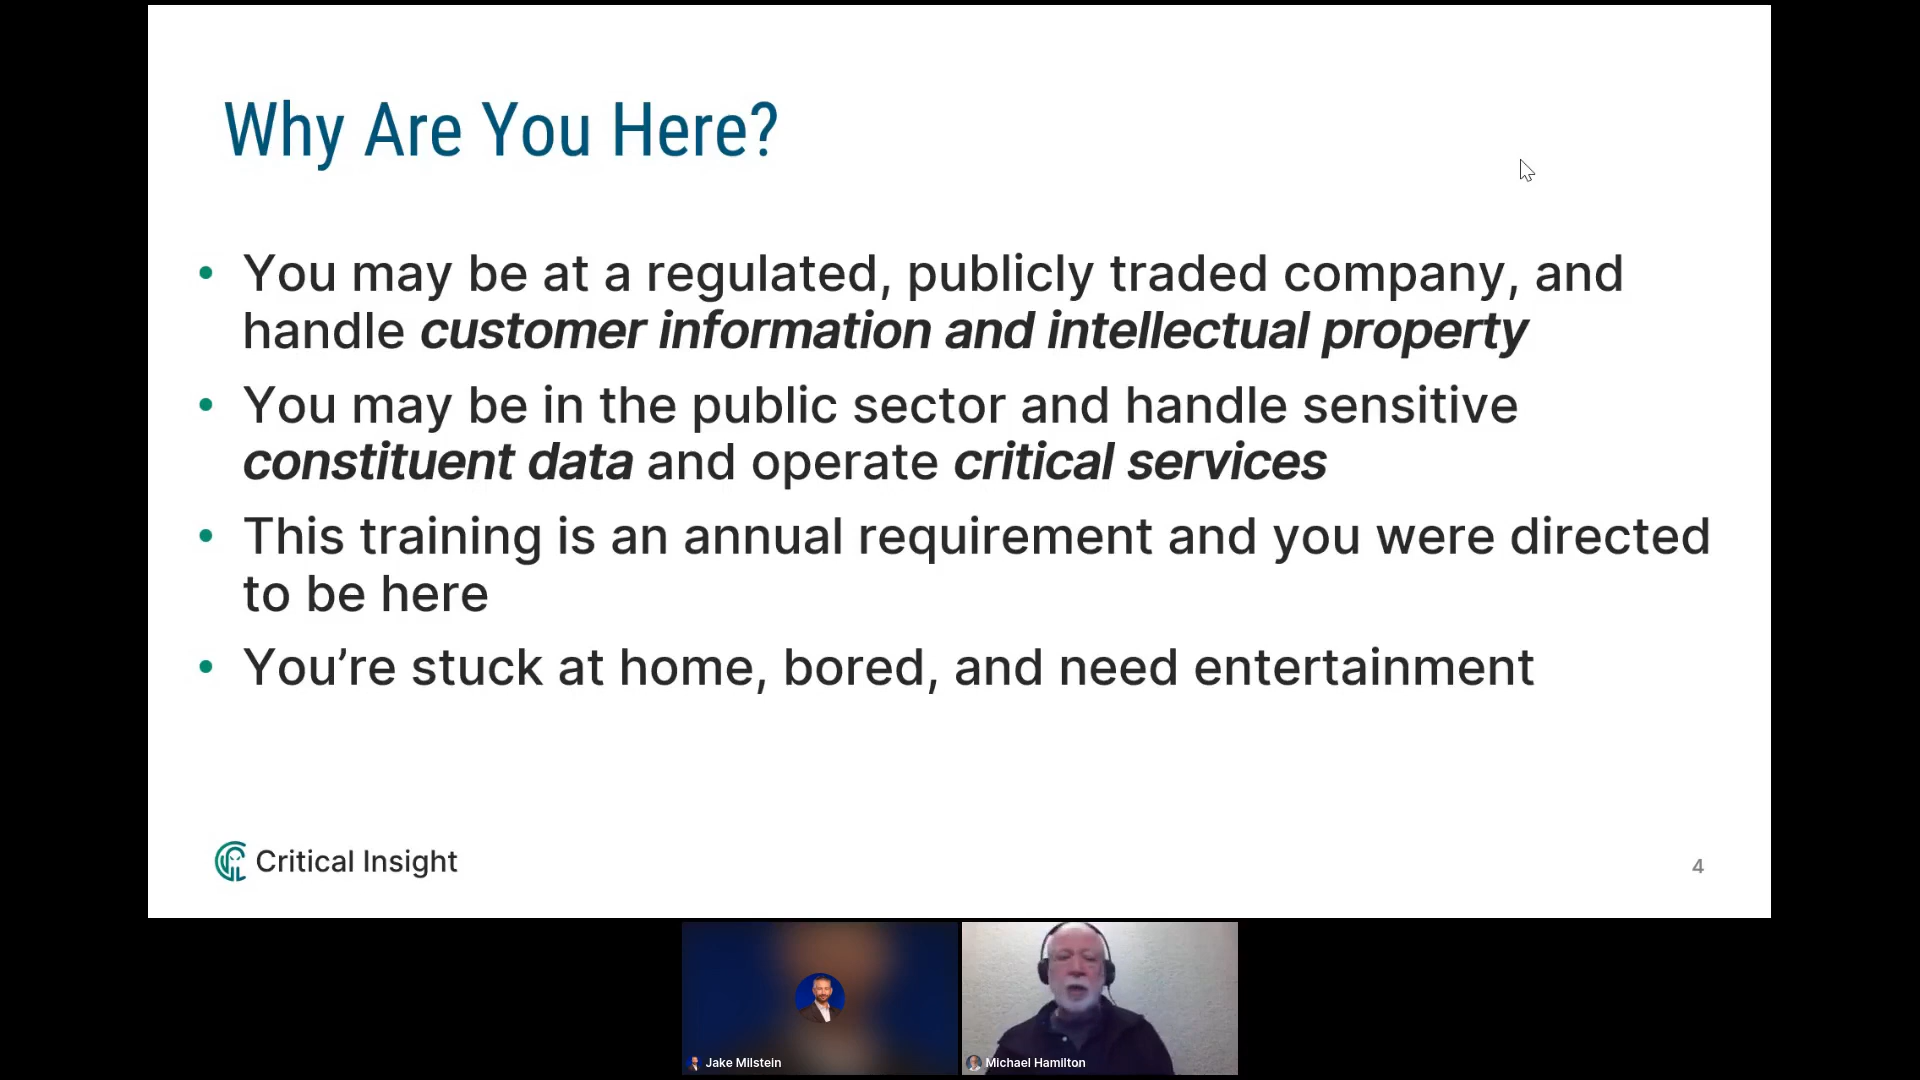 Why Are You Here?
• You may be at a regulated, publicly traded company, and
handle customer information and intellectual property
• You may be in the public sector and handle sensitive
constituent data and operate critical services
• This training is an annual requirement and you were directed
to be here
• You’re stuck at home, bored, and need entertainment
Critical Insight
4
Jake Milstein
Michael Hamilton